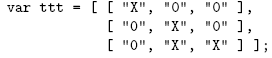 var ttt = [ [ "X", "O", "O" ],
[ "O", "X", "O" ],
[ "O", "X", "X" ] ];